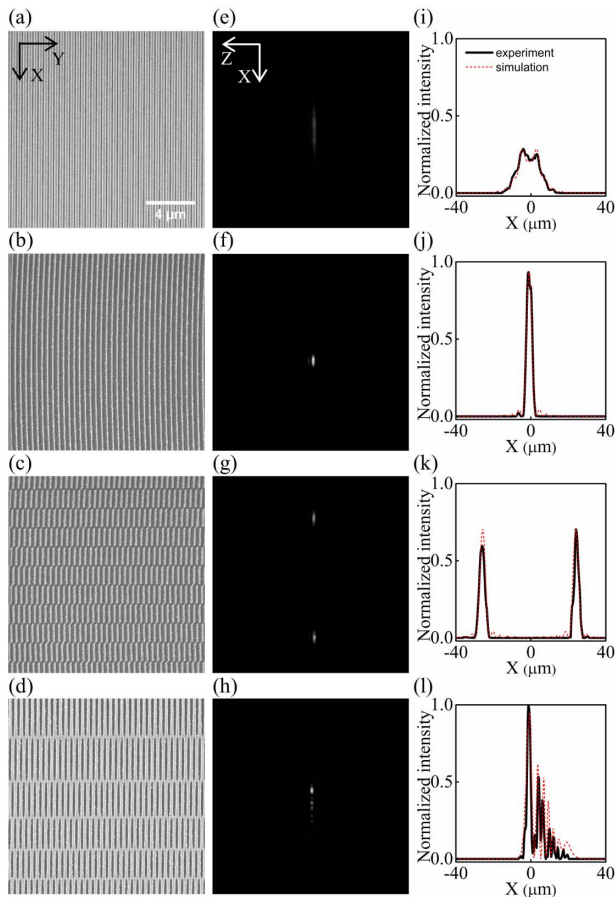 (a)
Y
X
4 μm
(b)
(c)
(d)
(e)
Z
X
(f)
(g)
(h)
(i)
Normalized intensity
1.0
0.5
0.0
experiment
simulation
-40
0
40
X (μm)
(j)
Normalized intensity
1.0
0.5
0.0
-40
0
40
X (μm)
(k)
Normalized intensity
1.0
0.5
0.0
-40
0
40
X (μm)
(l)
Normalized intensity
1.0
0.5
0.0
-40
0
40
X (μm)